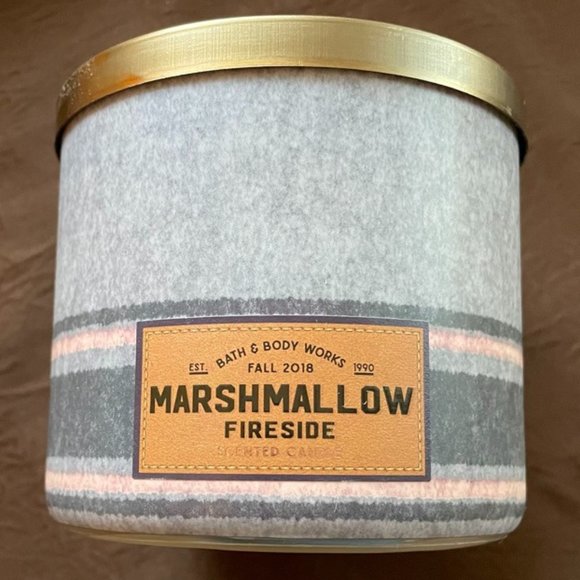 BATH & BODY WORKS
EST. FALL 2018 1990
MARSHMALLOW
FIRESIDE
SCENTED CANDLE